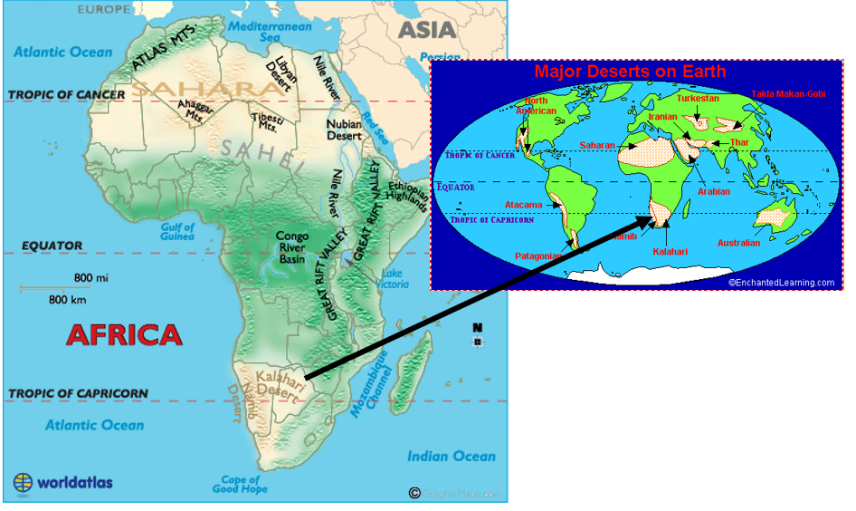 EUROPE
ASIA
Mediterranean
Sea
Atlantic Ocean
Persian
ATLAS MTS.
Libyan
Desert
Nile River
TROPIC OF CANCER
SAHARA
Ahaggar
Mts.
Tibesti
Mts.
Red Sea
Nubian
Desert
SAHE
Nile River
GREAT RIFT VALLEY
Ethiopian
Highlands
Gulf of
Guinea
EQUATOR
Congo
River
Basin
GREAT RIFT VALLEY
Lake
Victoria
800 mi
800 km
AFRICA
N
TROPIC OF CAPRICORN
Kalahari
Desert
Namib
Desert
Mozambique
Channel
Atlantic Ocean
Indian Ocean
Cape of
Good Hope
worldatlas
©
Major Deserts on Earth
North
American
Turkestan
Takla Makan-Gobi
Iranian
Saharan
Thar
TROPIC OF CANCER
EQUATOR
Arabian
Atacama
TROPIC OF CAPRICORN
Kalahari
Australian
Patagonian
©EnchantedLearning.com